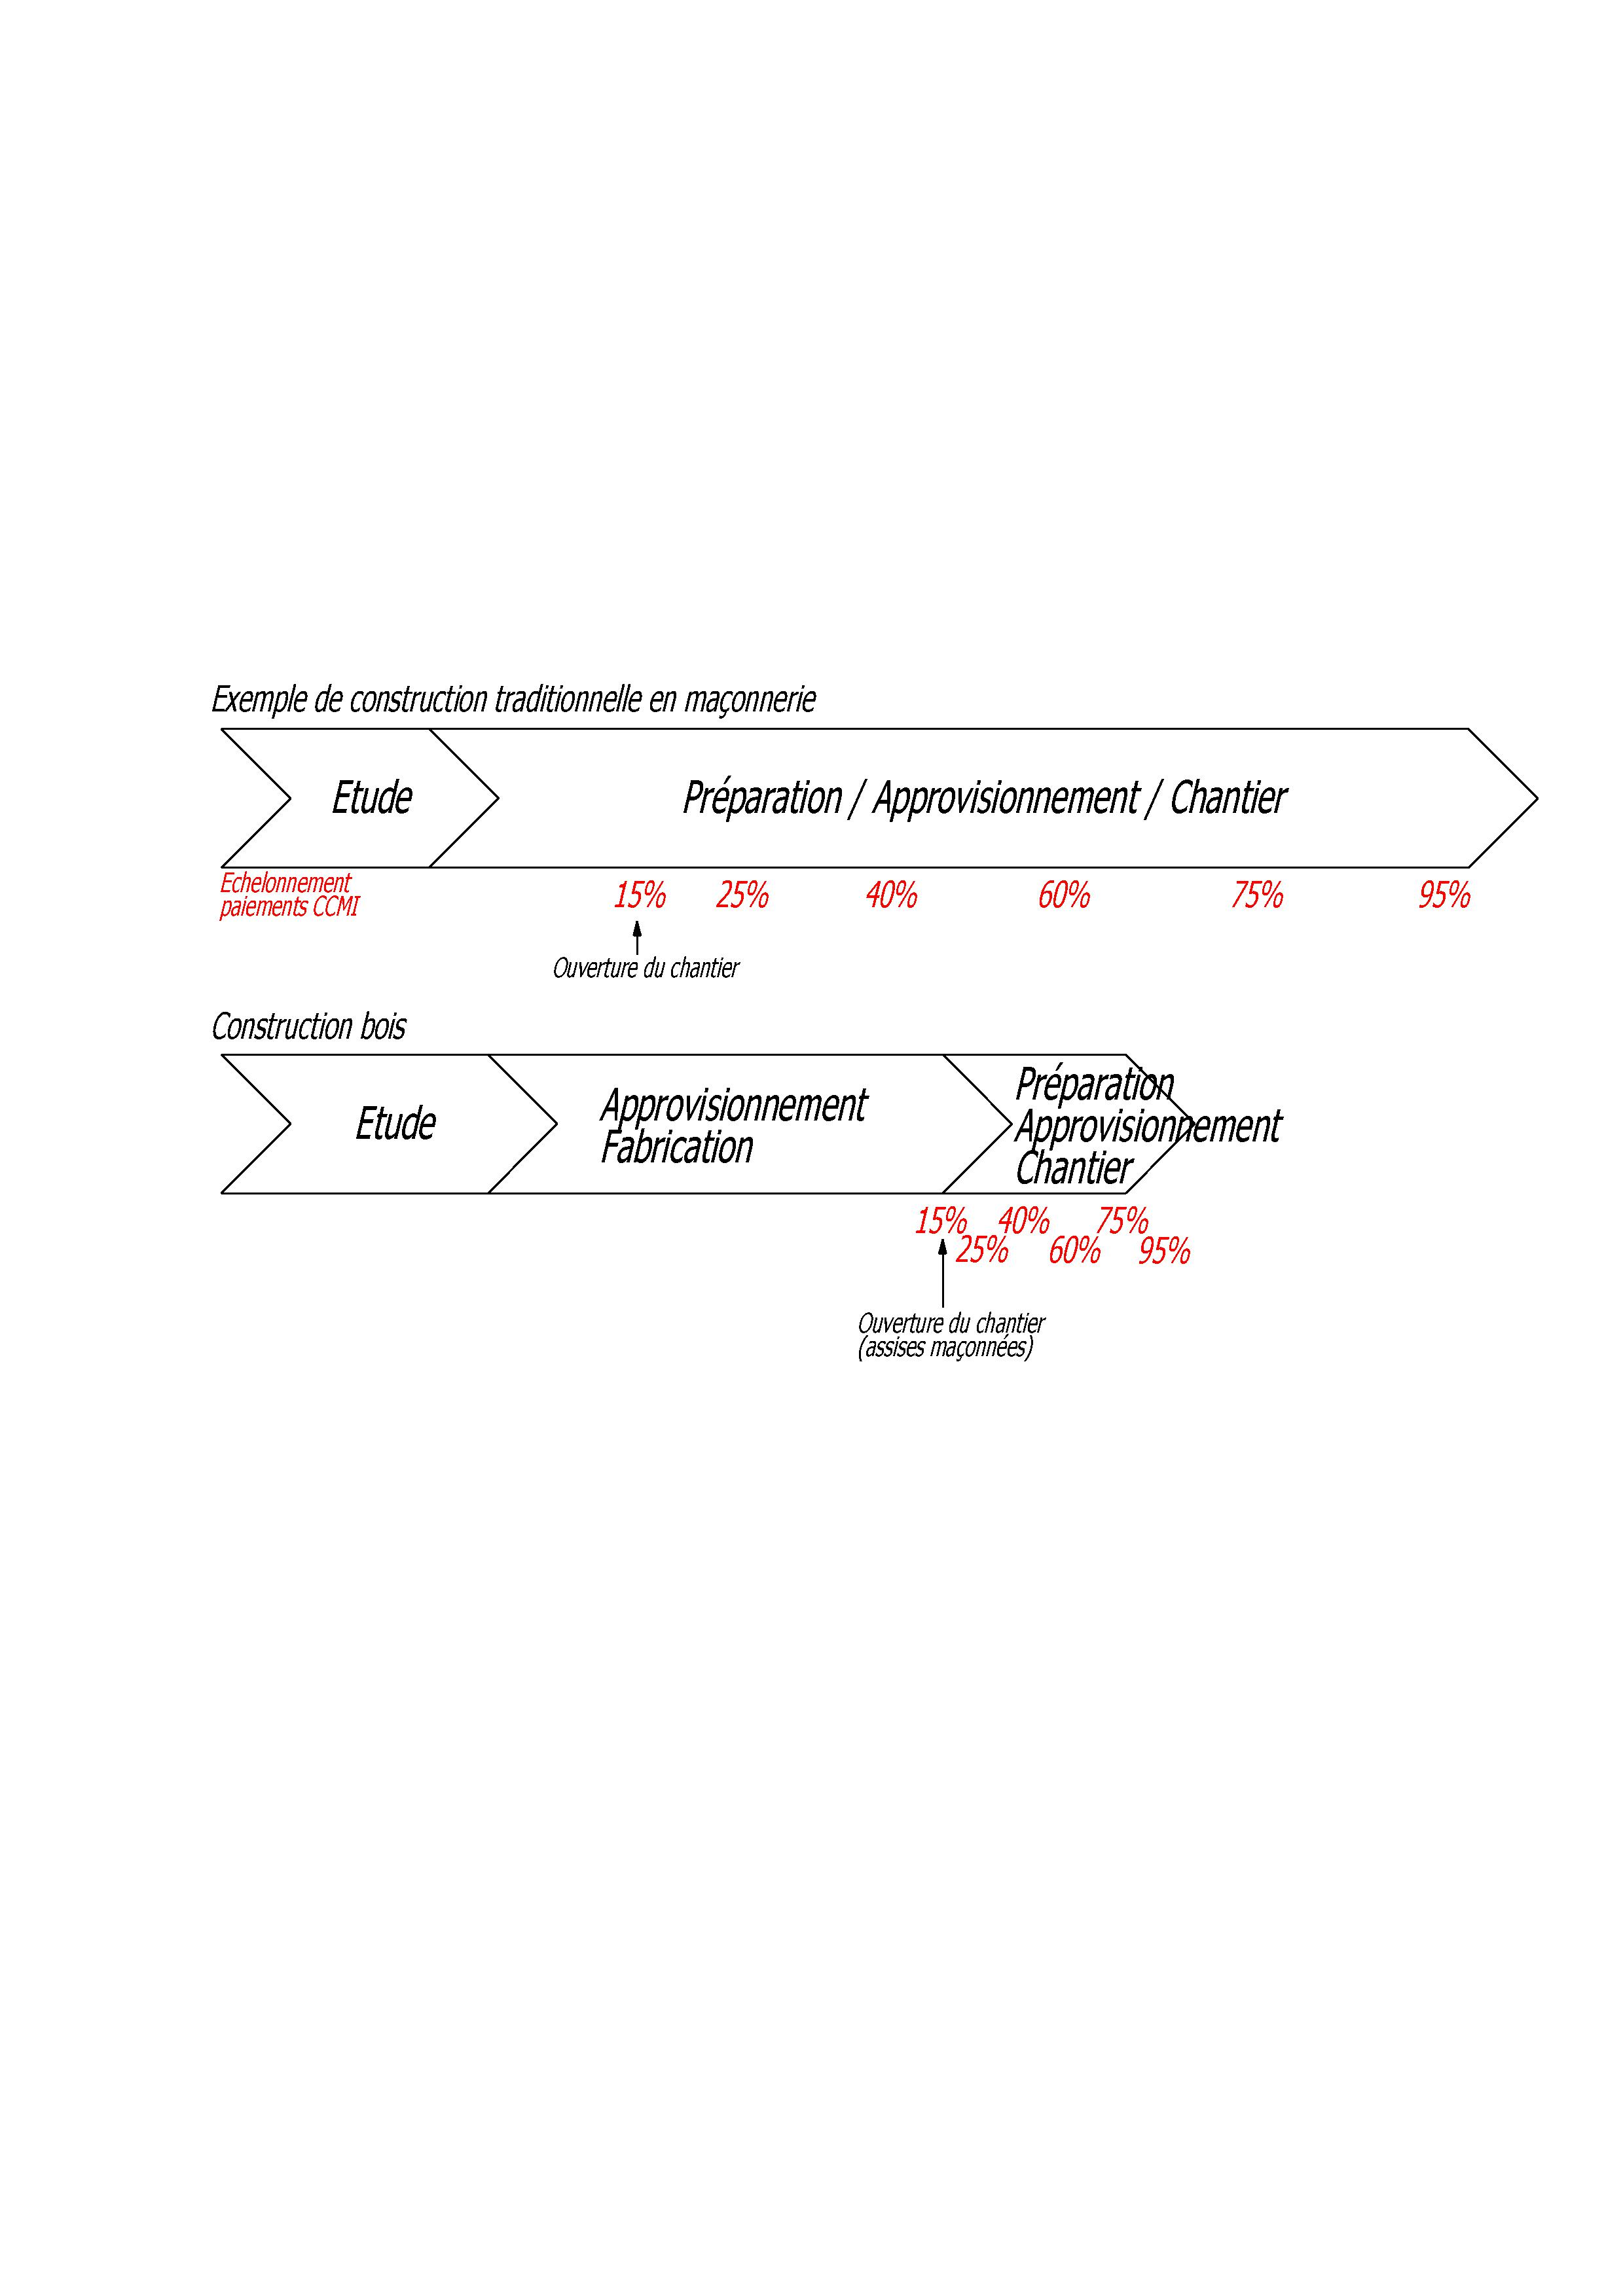 Exemple de construction traditionnelle en maçonnerie
Etude
Préparation / Approvisionnement / Chantier
Echelonnement
paiements CCMI
15% 25% 40% 60% 75% 95%
Ouverture du chantier
Construction bois
Etude
Approvisionnement
Fabrication
Préparation
Approvisionnement
Chantier
15% 40% 75%
25% 60% 95%
Ouverture du chantier
(assises maçonnées)